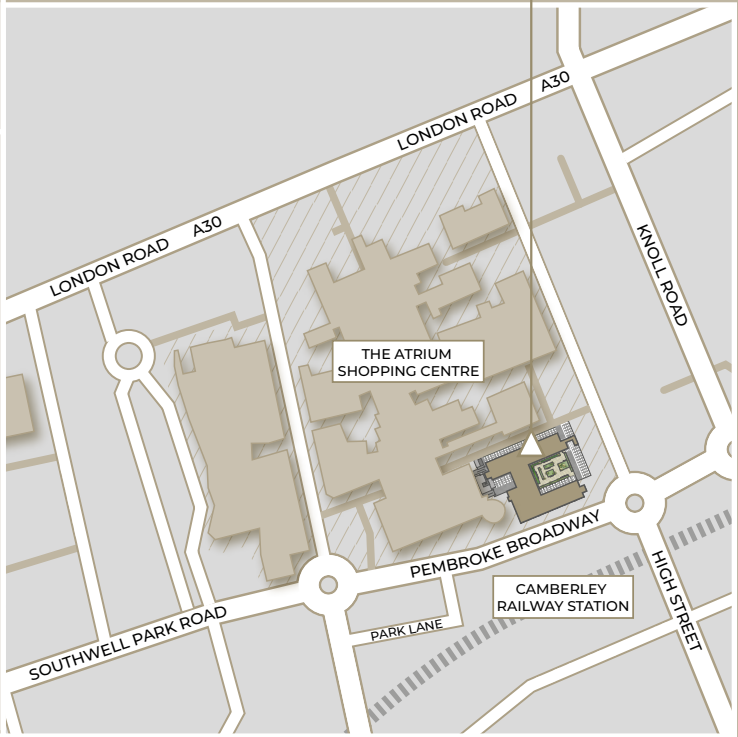 A30
LONDON ROAD
KNOLL ROAD
A30
LONDON ROAD
THE ATRIUM
SHOPPING CENTRE
PEMBROKE BROADWAY
CAMBERLEY
RAILWAY STATION
HIGH STREET
PARK LANE
SOUTHWELL PARK ROAD